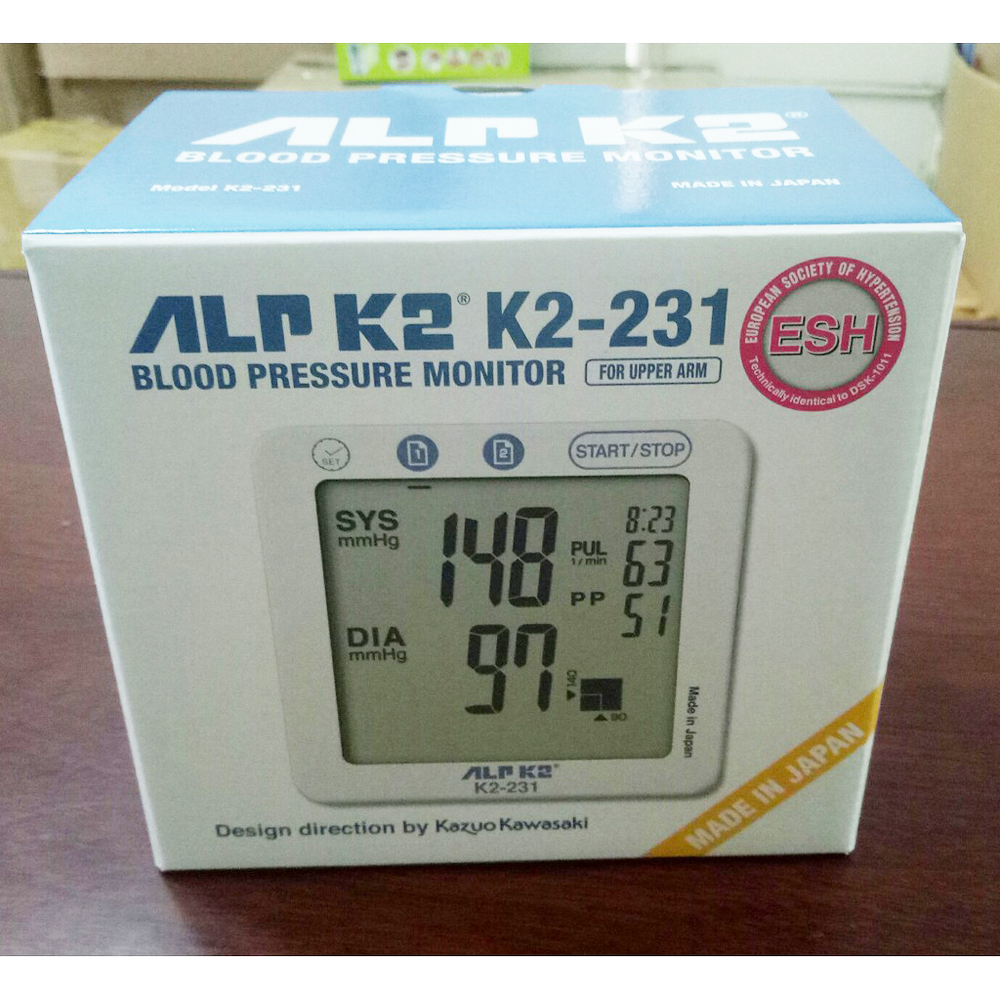 ALP K2®
BLOOD PRESSURE MONITOR
Model K2-231
MADE IN JAPAN
ALP K2® K2-231
BLOOD PRESSURE MONITOR
FOR UPPER ARM
EUROPEAN SOCIETY OF HYPERTENSION
ESH
Technically identical to DSK-1011
SET
1
2
START/STOP
SYS
mmHg
148
8:23
PUL
1/min
63
PP
51
DIA
mmHg
97
140
90
Made in Japan
ALP K2®
K2-231
MADE IN JAPAN
Design direction by Kazuo Kawasaki